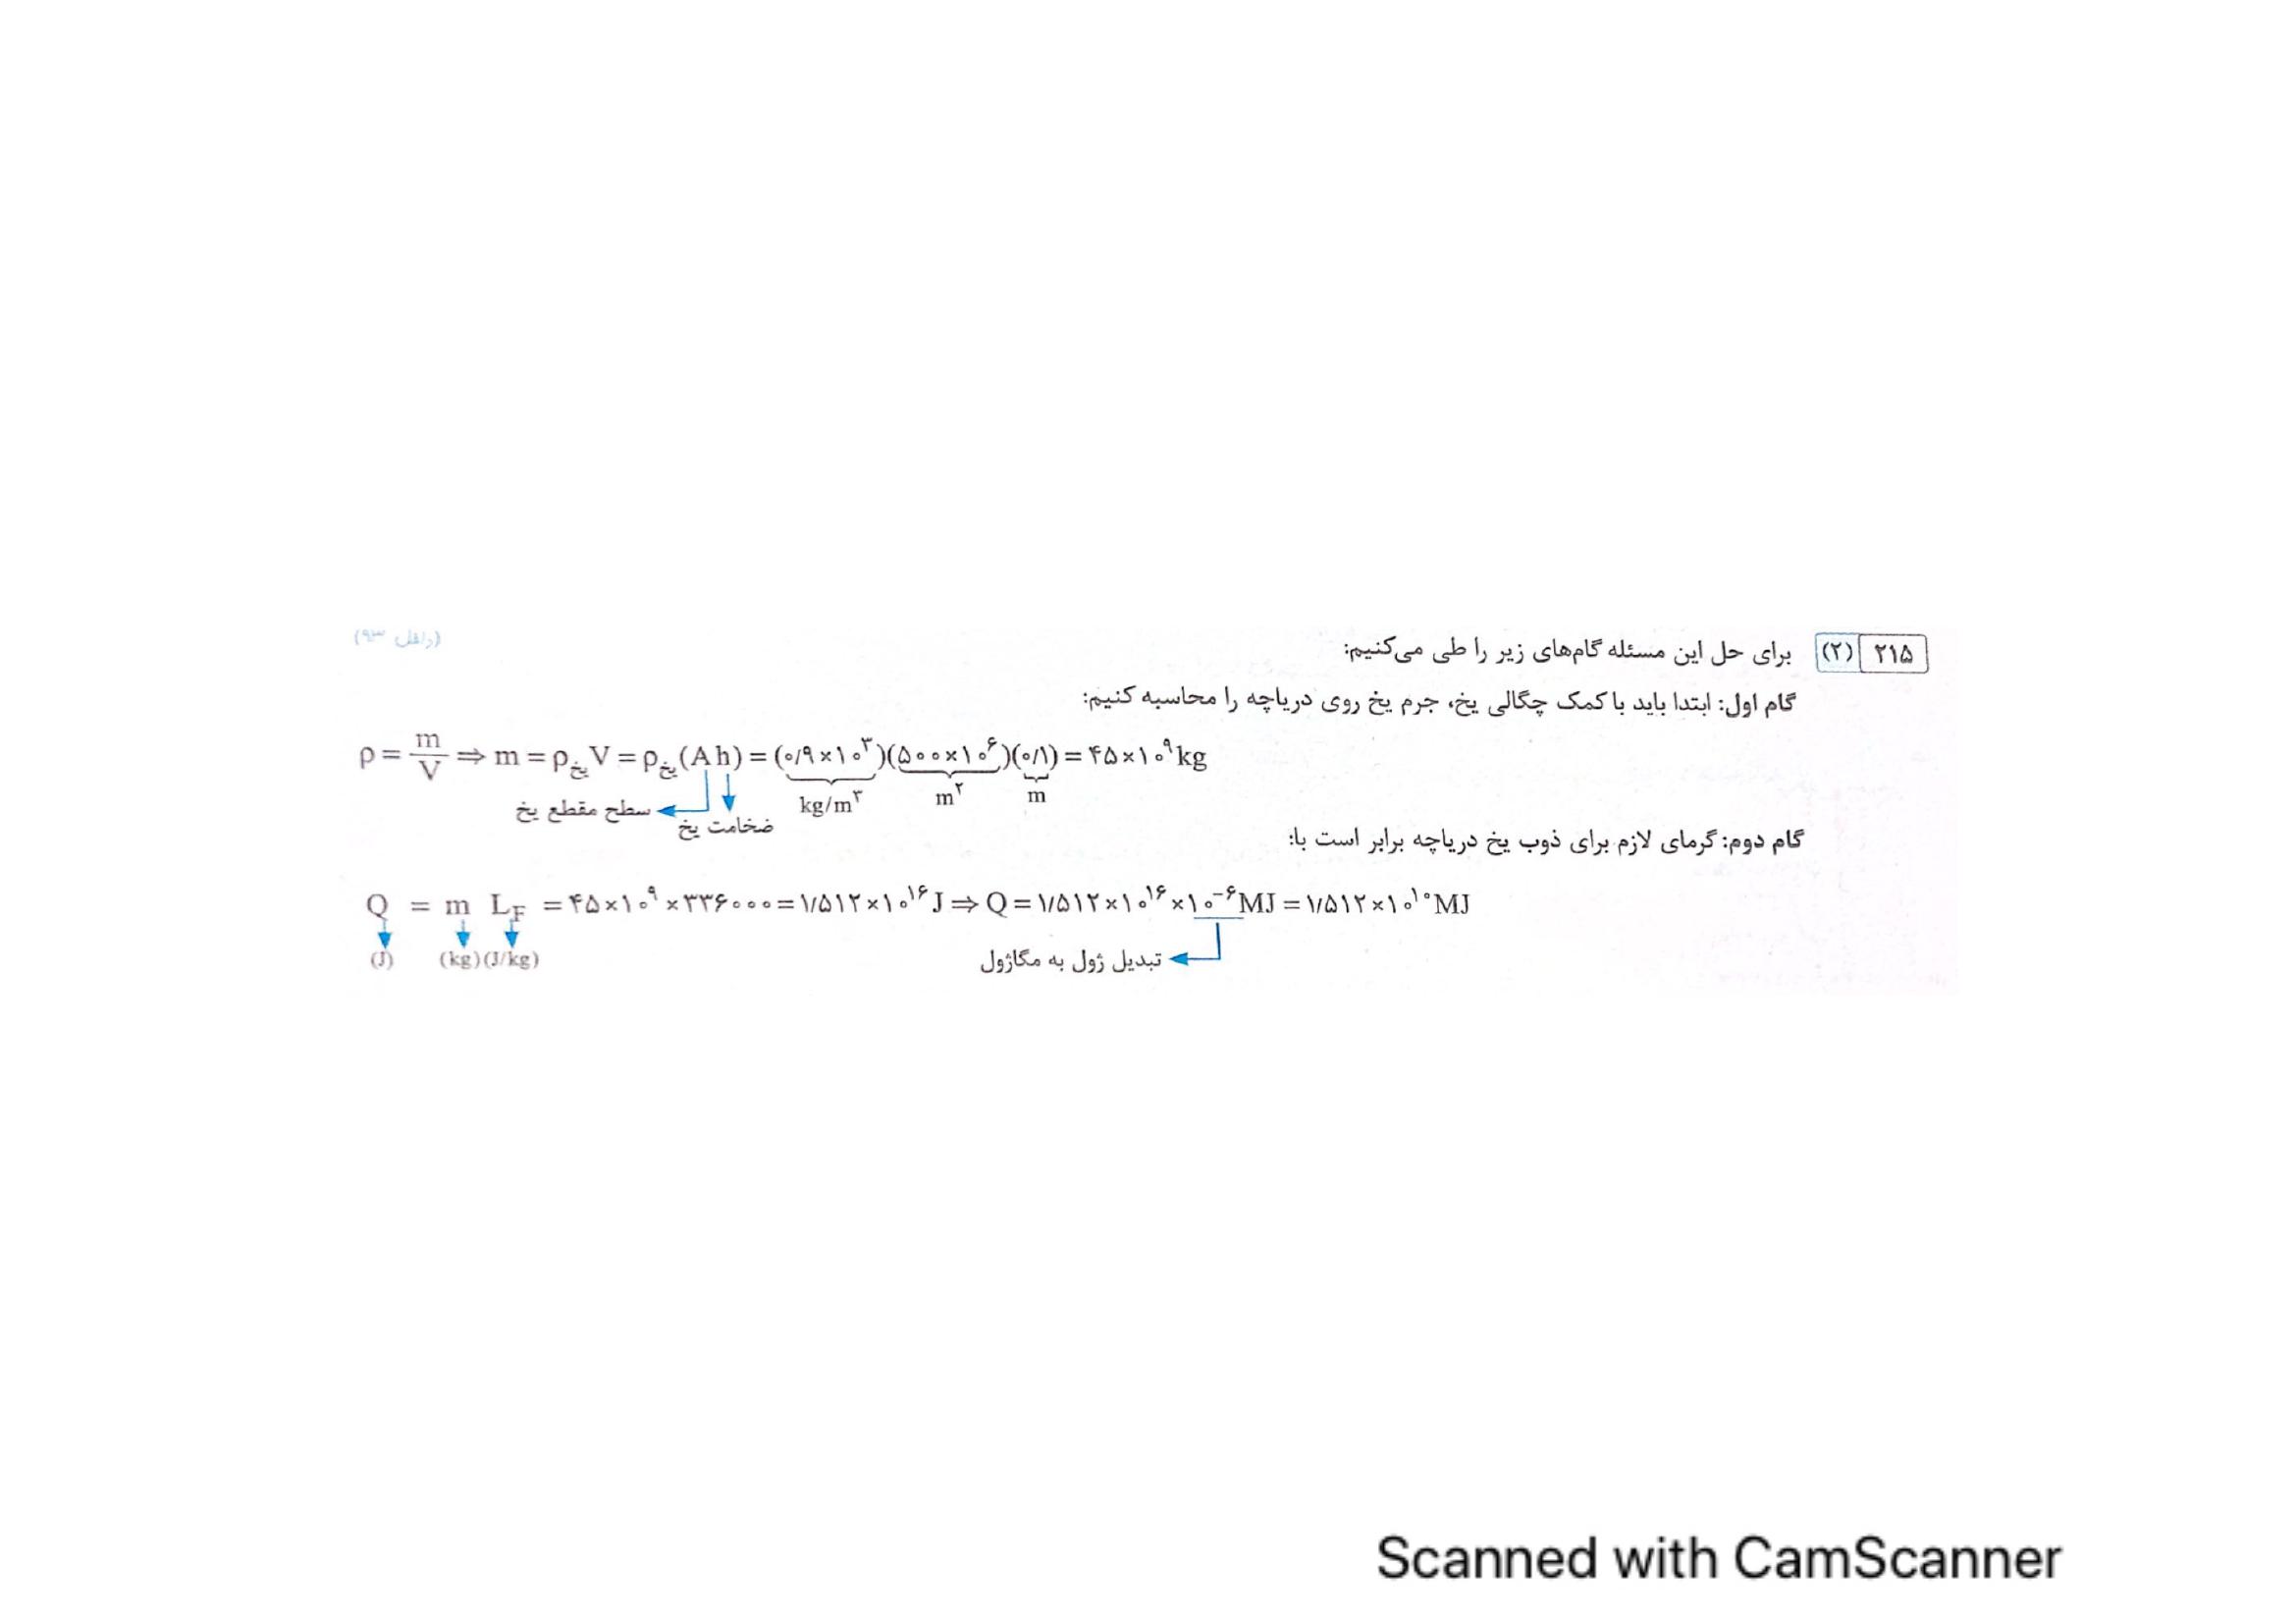 ۲۱۵ (۲) برای حل این مسئله گام‌های زیر را طی می‌کنیم: (داخل ۹۳)
گام اول: ابتدا باید با کمک چگالی یخ، جرم یخ روی دریاچه را محاسبه کنیم:
ρ = m/V ⇒ m = ρیخ V = ρیخ (A h) = (۰/۹×۱۰^۳)(۵۰۰×۱۰^۶)(۰/۱) = ۴۵×۱۰^۹ kg
kg/m^۳ m^۲ m
سطح مقطع یخ
ضخامت یخ
گام دوم: گرمای لازم برای ذوب یخ دریاچه برابر است با:
Q = m L_F = ۴۵×۱۰^۹ ×۳۳۶۰۰۰ = ۱/۵۱۲×۱۰^۱۶ J ⇒ Q = ۱/۵۱۲×۱۰^۱۶ ×۱۰^−۶ MJ = ۱/۵۱۲×۱۰^۱۰ MJ
(J) (kg) (J/kg)
تبدیل ژول به مگاژول
Scanned with CamScanner